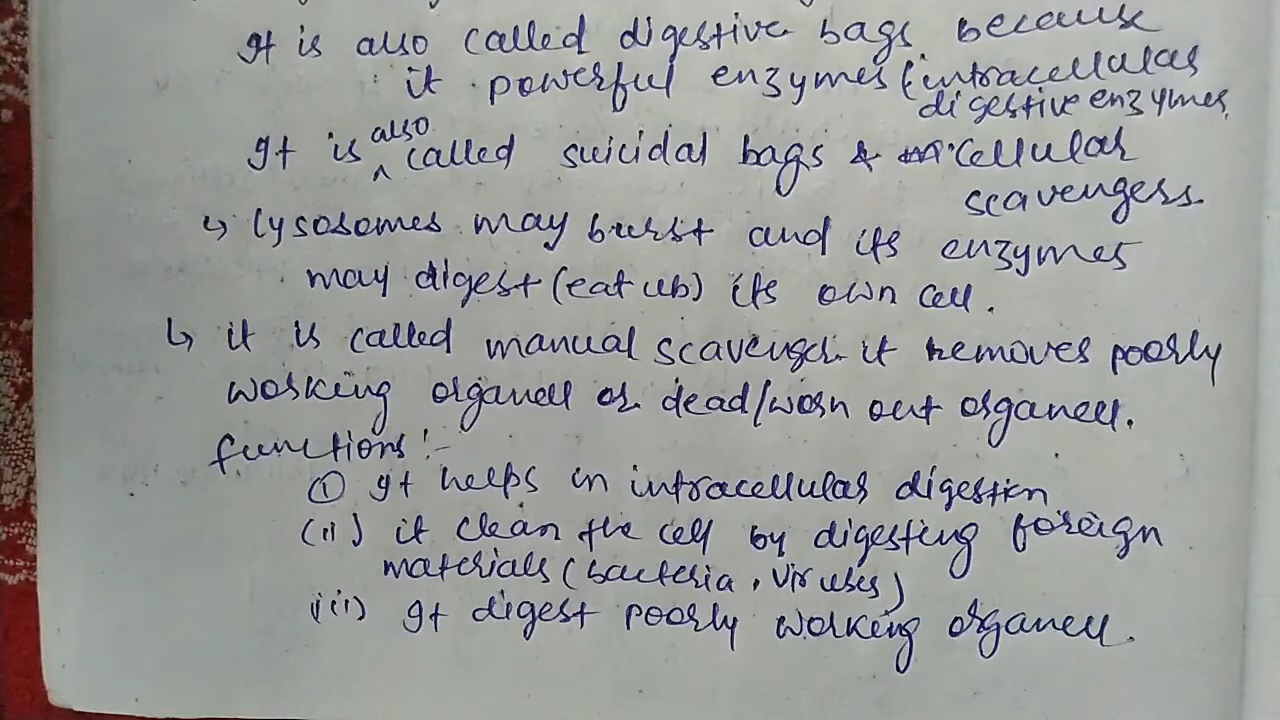 It is also called digestive bags because
it powerful enzymes (intracellular
digestive enzymes,
It is also called suicidal bags & cellular
scavengers.
↳ lysosomes may burst and its enzymes
may digest (eat ub) its own cell.
↳ it is called manual scavenger it removes poorly
working organell or dead/worn out organell.
functions:-
(i) It helps in intracellular digestion
(ii) it clean the cell by digesting foreign
materials (bacteria, viruses)
(iii) It digest poorly working organell.